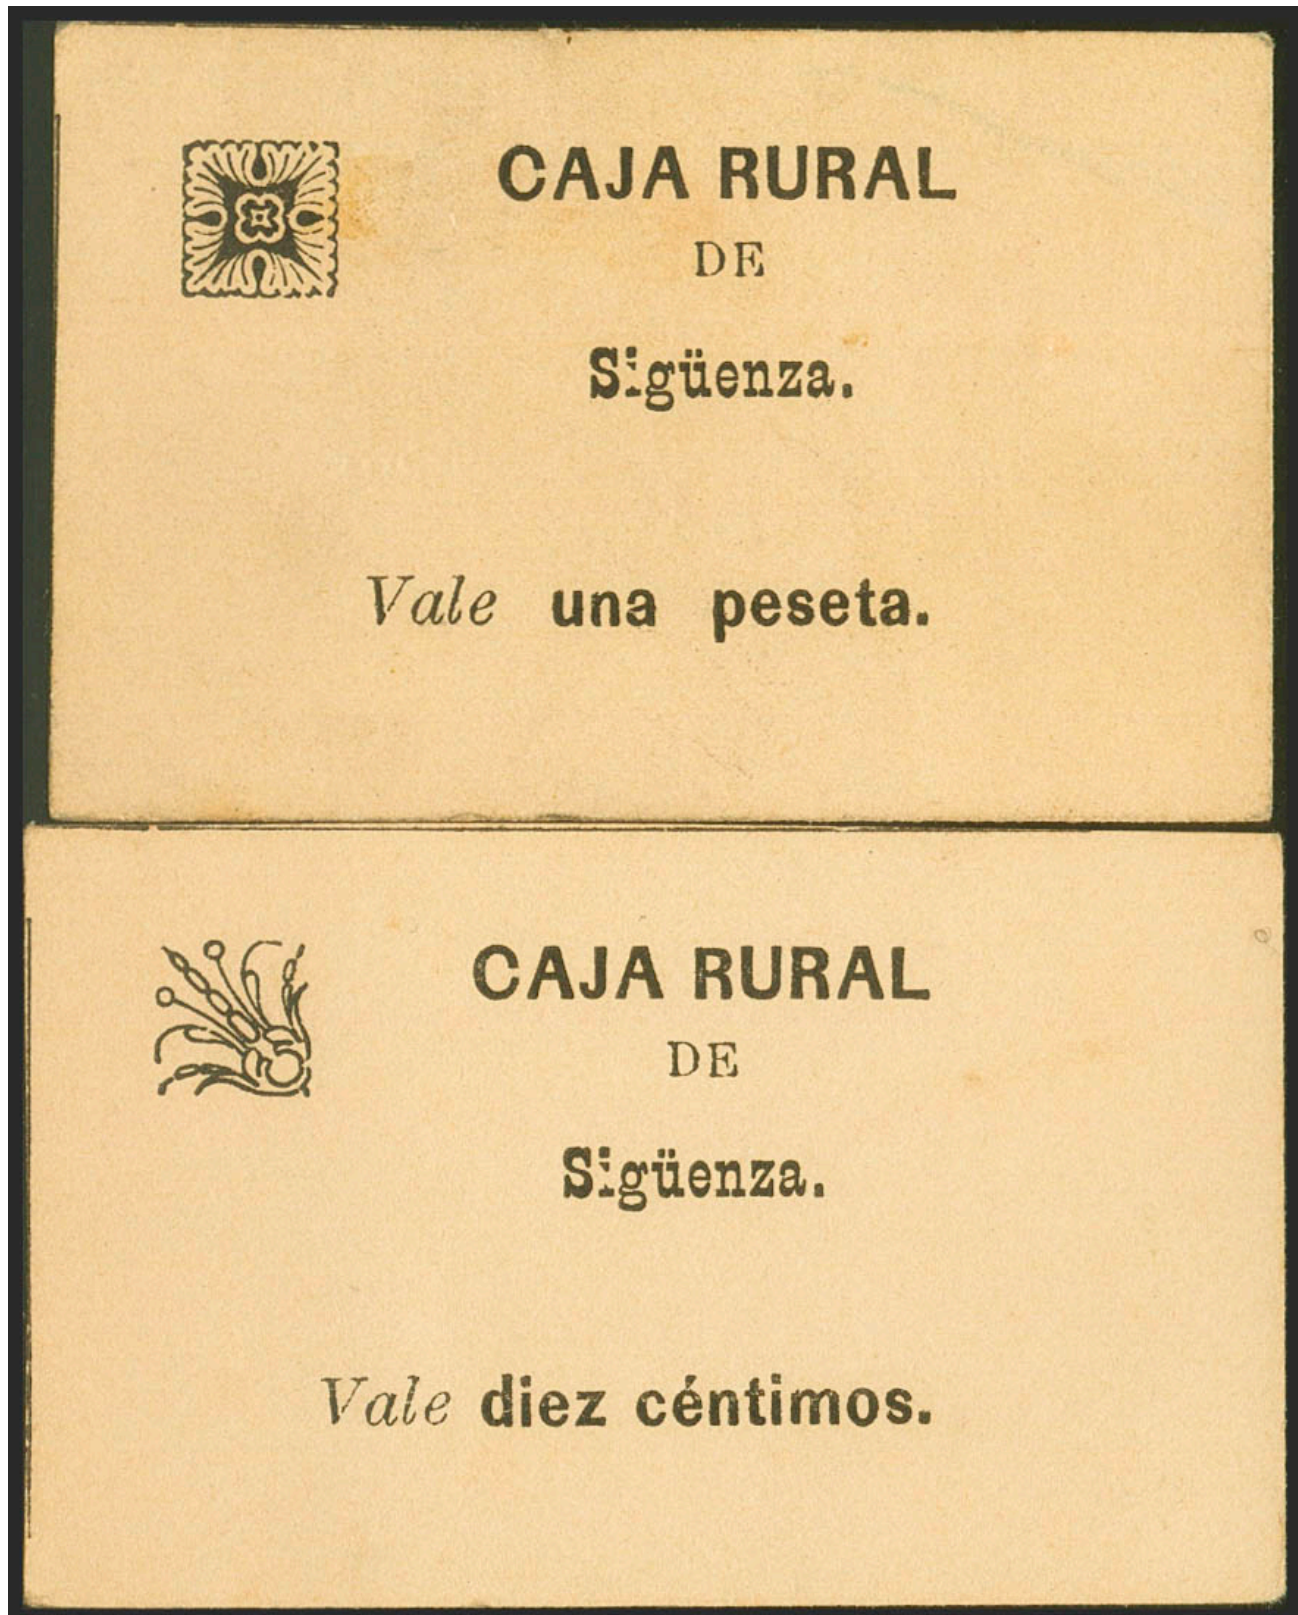 CAJA RURAL
DE
Sigüenza.
Vale una peseta.
CAJA RURAL
DE
Sigüenza.
Vale diez céntimos.